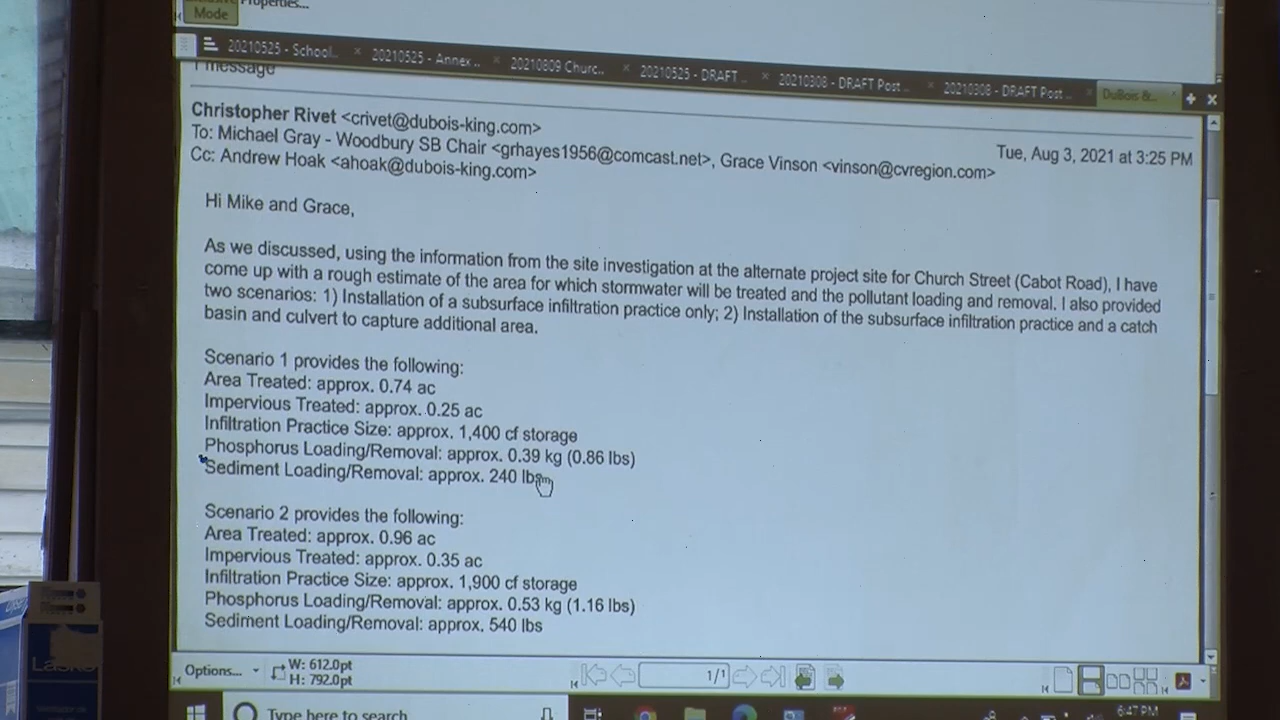 Mode
Properties...
20210525 - School...
20210525 - Annex ...
20210809 Churc...
20210525 - DRAFT ...
20210308 - DRAFT Post ...
20210308 - DRAFT Post ...
DuBois &...
1 message
Christopher Rivet <crivet@dubois-king.com>
Tue, Aug 3, 2021 at 3:25 PM
To: Michael Gray - Woodbury SB Chair <grhayes1956@comcast.net>, Grace Vinson <vinson@cvregion.com>
Cc: Andrew Hoak <ahoak@dubois-king.com>
Hi Mike and Grace,
As we discussed, using the information from the site investigation at the alternate project site for Church Street (Cabot Road), I have
come up with a rough estimate of the area for which stormwater will be treated and the pollutant loading and removal. I also provided
two scenarios: 1) Installation of a subsurface infiltration practice only; 2) Installation of the subsurface infiltration practice and a catch
basin and culvert to capture additional area.
Scenario 1 provides the following:
Area Treated: approx. 0.74 ac
Impervious Treated: approx. 0.25 ac
Infiltration Practice Size: approx. 1,400 cf storage
Phosphorus Loading/Removal: approx. 0.39 kg (0.86 lbs)
Sediment Loading/Removal: approx. 240 lbs
Scenario 2 provides the following:
Area Treated: approx. 0.96 ac
Impervious Treated: approx. 0.35 ac
Infiltration Practice Size: approx. 1,900 cf storage
Phosphorus Loading/Removal: approx. 0.53 kg (1.16 lbs)
Sediment Loading/Removal: approx. 540 lbs
Options...
W: 612.0pt
H: 792.0pt
1/1
Type here to search
6:47 PM